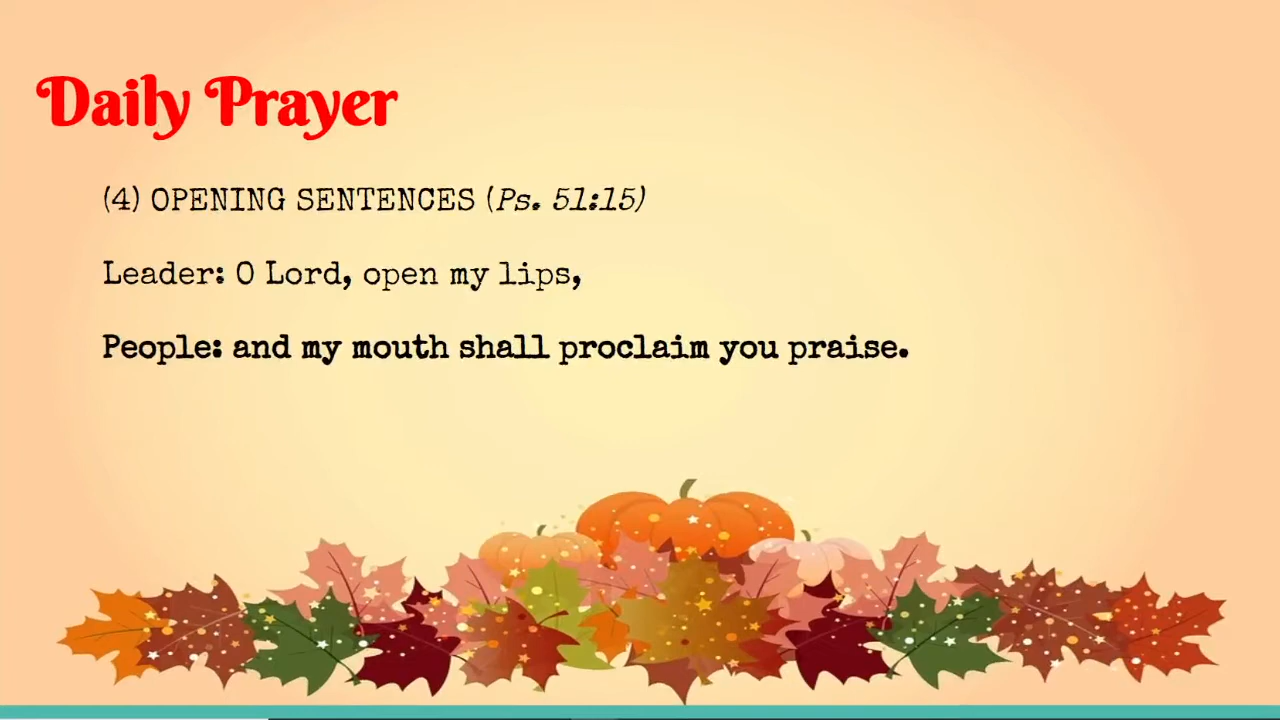 Daily Prayer
(4) OPENING SENTENCES (Ps. 51:15)
Leader: O Lord, open my lips,
People: and my mouth shall proclaim you praise.